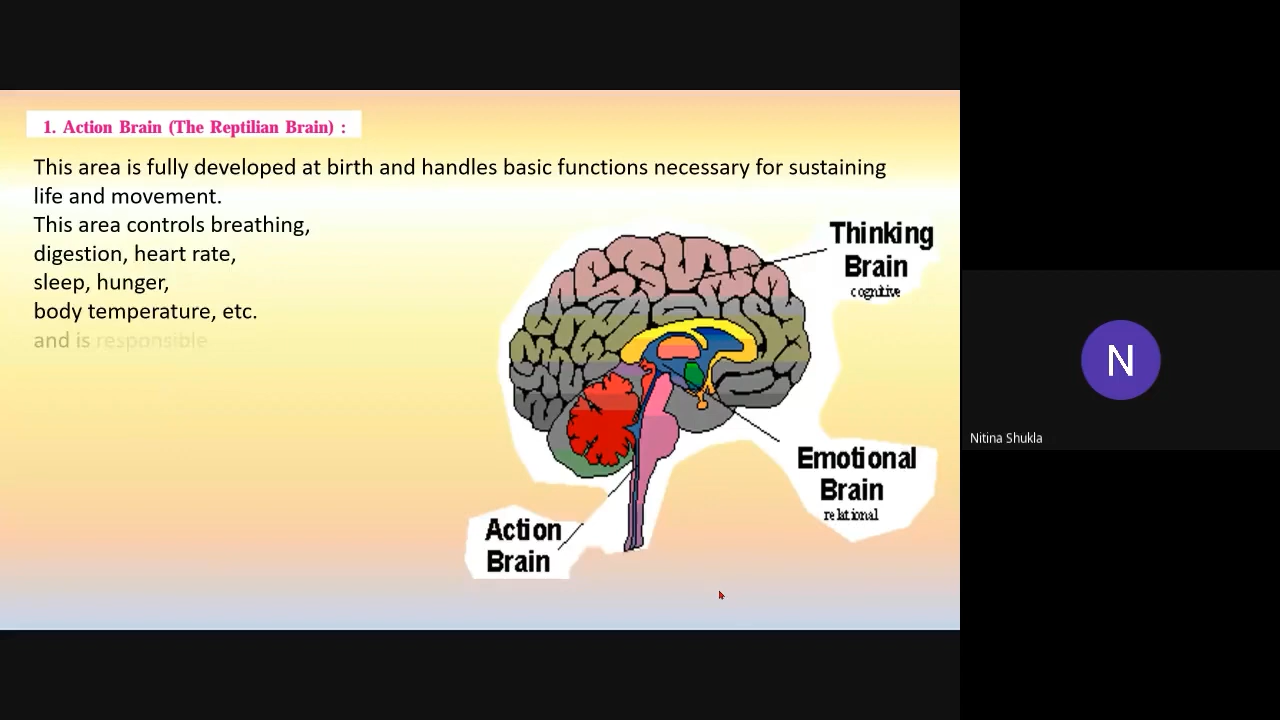 1. Action Brain (The Reptilian Brain) :
This area is fully developed at birth and handles basic functions necessary for sustaining
life and movement.
This area controls breathing,
digestion, heart rate,
sleep, hunger,
body temperature, etc.
and is responsible
Thinking
Brain
cognitive
Emotional
Brain
relational
Action
Brain
N
Nitina Shukla